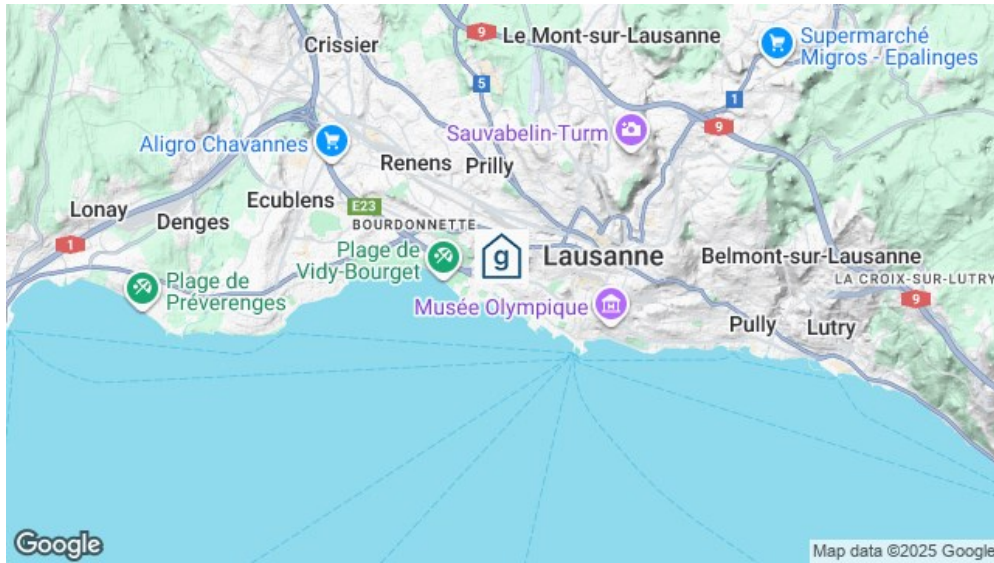 Crissier
9
Le Mont-sur-Lausanne
Supermarché
Migros - Epalinges
5
1
9
Sauvabelin-Turm
Aligro Chavannes
Renens
Prilly
Ecublens
E23
Lonay
Denges
BOURDONNETTE
1
Plage de
Vidy-Bourget
g
Lausanne
Belmont-sur-Lausanne
LA CROIX-SUR-LUTRY
Plage de
Préverenges
Musée Olympique
9
Pully
Lutry
Google
Map data ©2025 Google